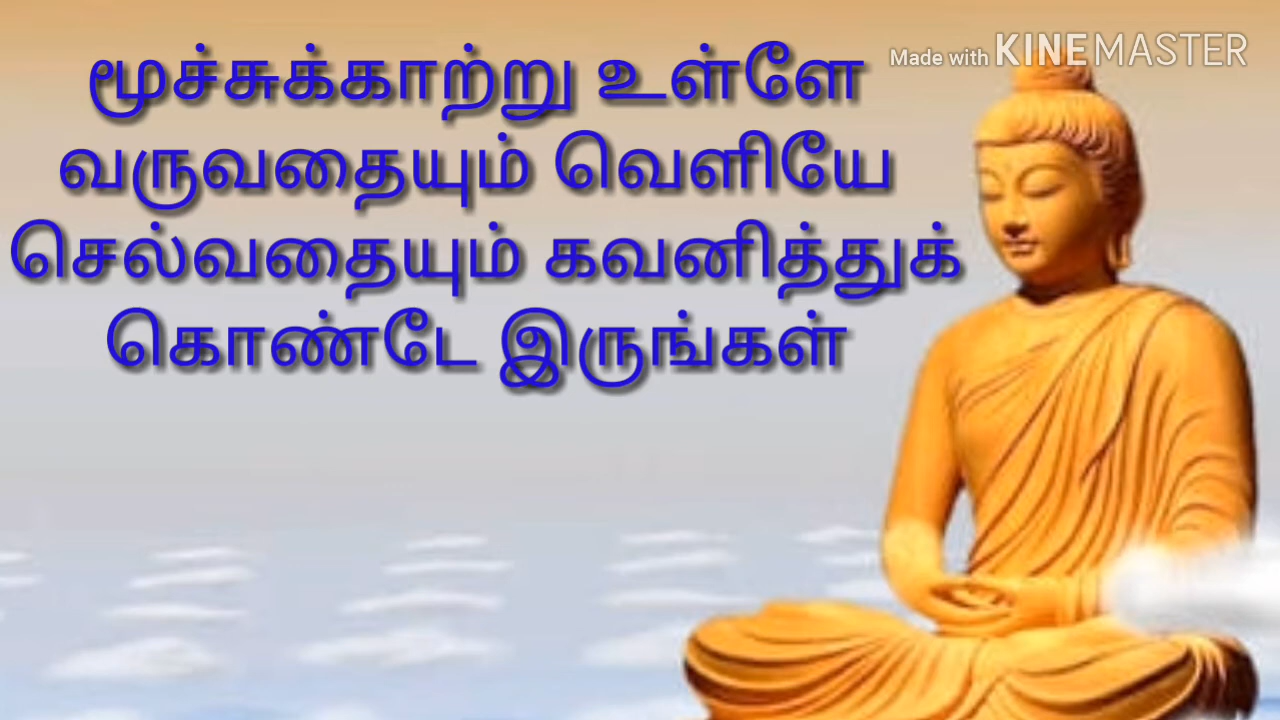 Made with KINEMASTER
மூச்சுக்காற்று உள்ளே
வருவதையும் வெளியே
செல்வதையும் கவனித்துக்
கொண்டே இருங்கள்